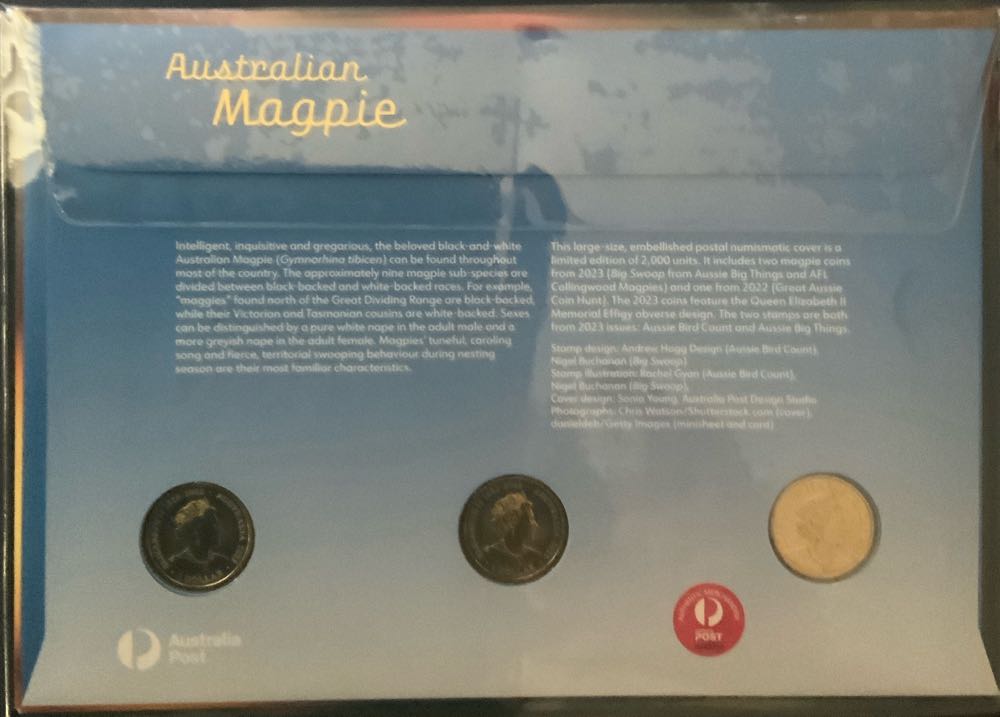 Australian
Magpie
Intelligent, inquisitive and gregarious, the beloved black-and-white
Australian Magpie (Gymnorhina tibicen) can be found throughout
most of the country. The approximately nine magpie sub-species are
divided between black-backed and white-backed races. For example,
"maggies" found north of the Great Dividing Range are black-backed,
while their Victorian and Tasmanian cousins are white-backed. Sexes
can be distinguished by a pure white nape in the adult male and a
more greyish nape in the adult female. Magpies' tuneful, caroling
song and fierce, territorial swooping behaviour during nesting
season are their most familiar characteristics.
This large-size, embellished postal numismatic cover is a
limited edition of 2,000 units. It includes two magpie coins
from 2023 (Big Swoop from Aussie Big Things and AFL
Collingwood Magpies) and one from 2022 (Great Aussie
Coin Hunt). The 2023 coins feature the Queen Elizabeth II
Memorial Effigy obverse design. The two stamps are both
from 2023 issues: Aussie Bird Count and Aussie Big Things.
Stamp design: Andrew Hogg Design (Aussie Bird Count),
Nigel Buchanan (Big Swoop)
Stamp illustration: Rachel Gyan (Aussie Bird Count),
Nigel Buchanan (Big Swoop),
Cover design: Sonia Young, Australia Post Design Studio
Photographs: Chris Watson/Shutterstock.com (cover),
danieldeh/Getty Images (minisheet and card)
DOLLAR
Australia
Post
AUTHENTIC MERCHANDISE
POST